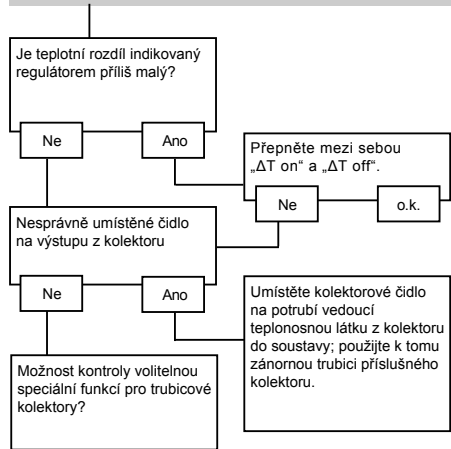 Je teplotní rozdíl indikovaný
regulátorem příliš malý?
Ne
Ano
Přepněte mezi sebou
„ΔT on“ a „ΔT off“.
Ne
o.k.
Nesprávně umístěné čidlo
na výstupu z kolektoru
Ne
Ano
Umístěte kolektorové čidlo
na potrubí vedoucí
teplonosnou látku z kolektoru
do soustavy; použijte k tomu
zánornou trubici příslušného
kolektoru.
Možnost kontroly volitelnou
speciální funkcí pro trubicové
kolektory?